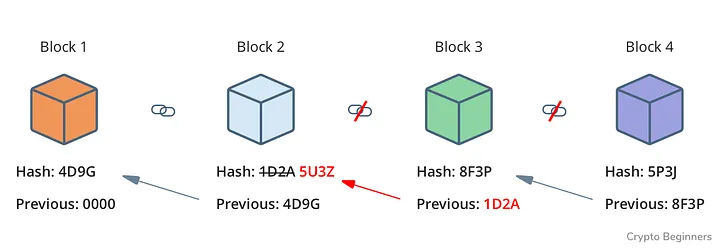 Block 1
Block 2
Block 3
Block 4
Hash: 4D9G
Hash: 1D2A 5U3Z
Hash: 8F3P
Hash: 5P3J
Previous: 0000
Previous: 4D9G
Previous: 1D2A
Previous: 8F3P
Crypto Beginners